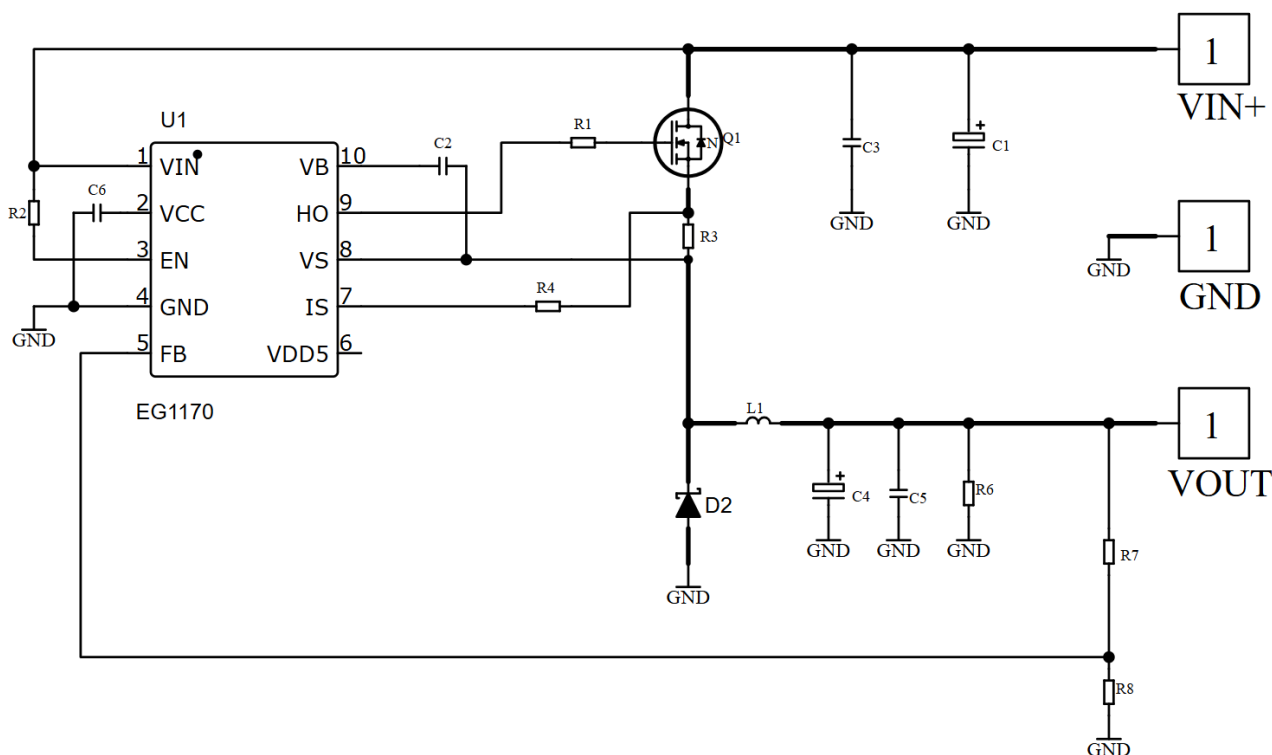 1
VIN+
U1
R1
Q1
N
1
VIN
VB
10
C2
C3
C1
+
C6
R2
2
VCC
HO
9
R3
1
GND
3
EN
VS
8
GND
GND
GND
R4
4
GND
IS
7
GND
5
FB
VDD5
6
EG1170
L1
1
VOUT
+
C4
C5
R6
D2
GND
GND
GND
R7
GND
R8
GND